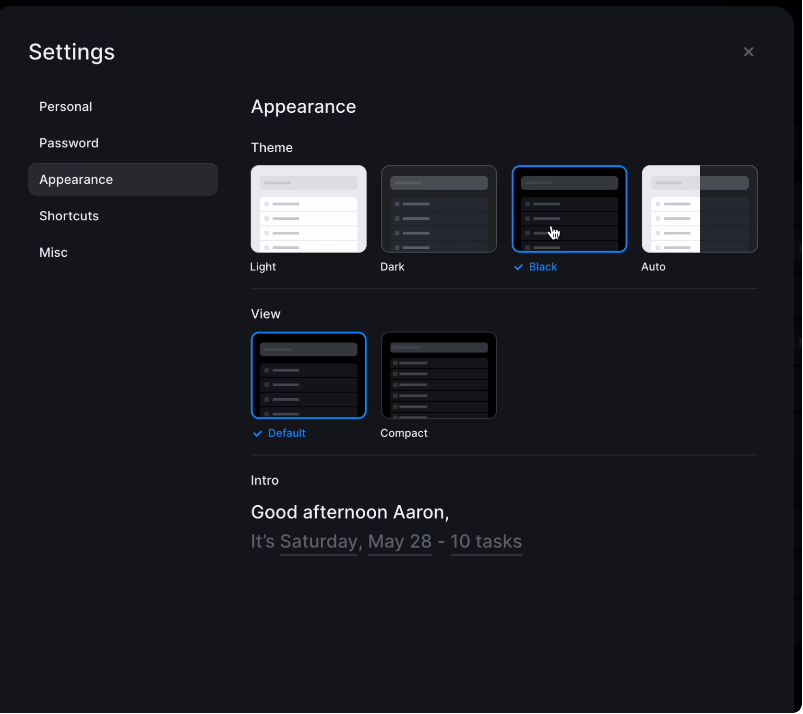 Settings
Personal
Password
Appearance
Shortcuts
Misc
Appearance
Theme
Light
Dark
Black
Auto
View
Default
Compact
Intro
Good afternoon Aaron,
It’s Saturday, May 28 - 10 tasks